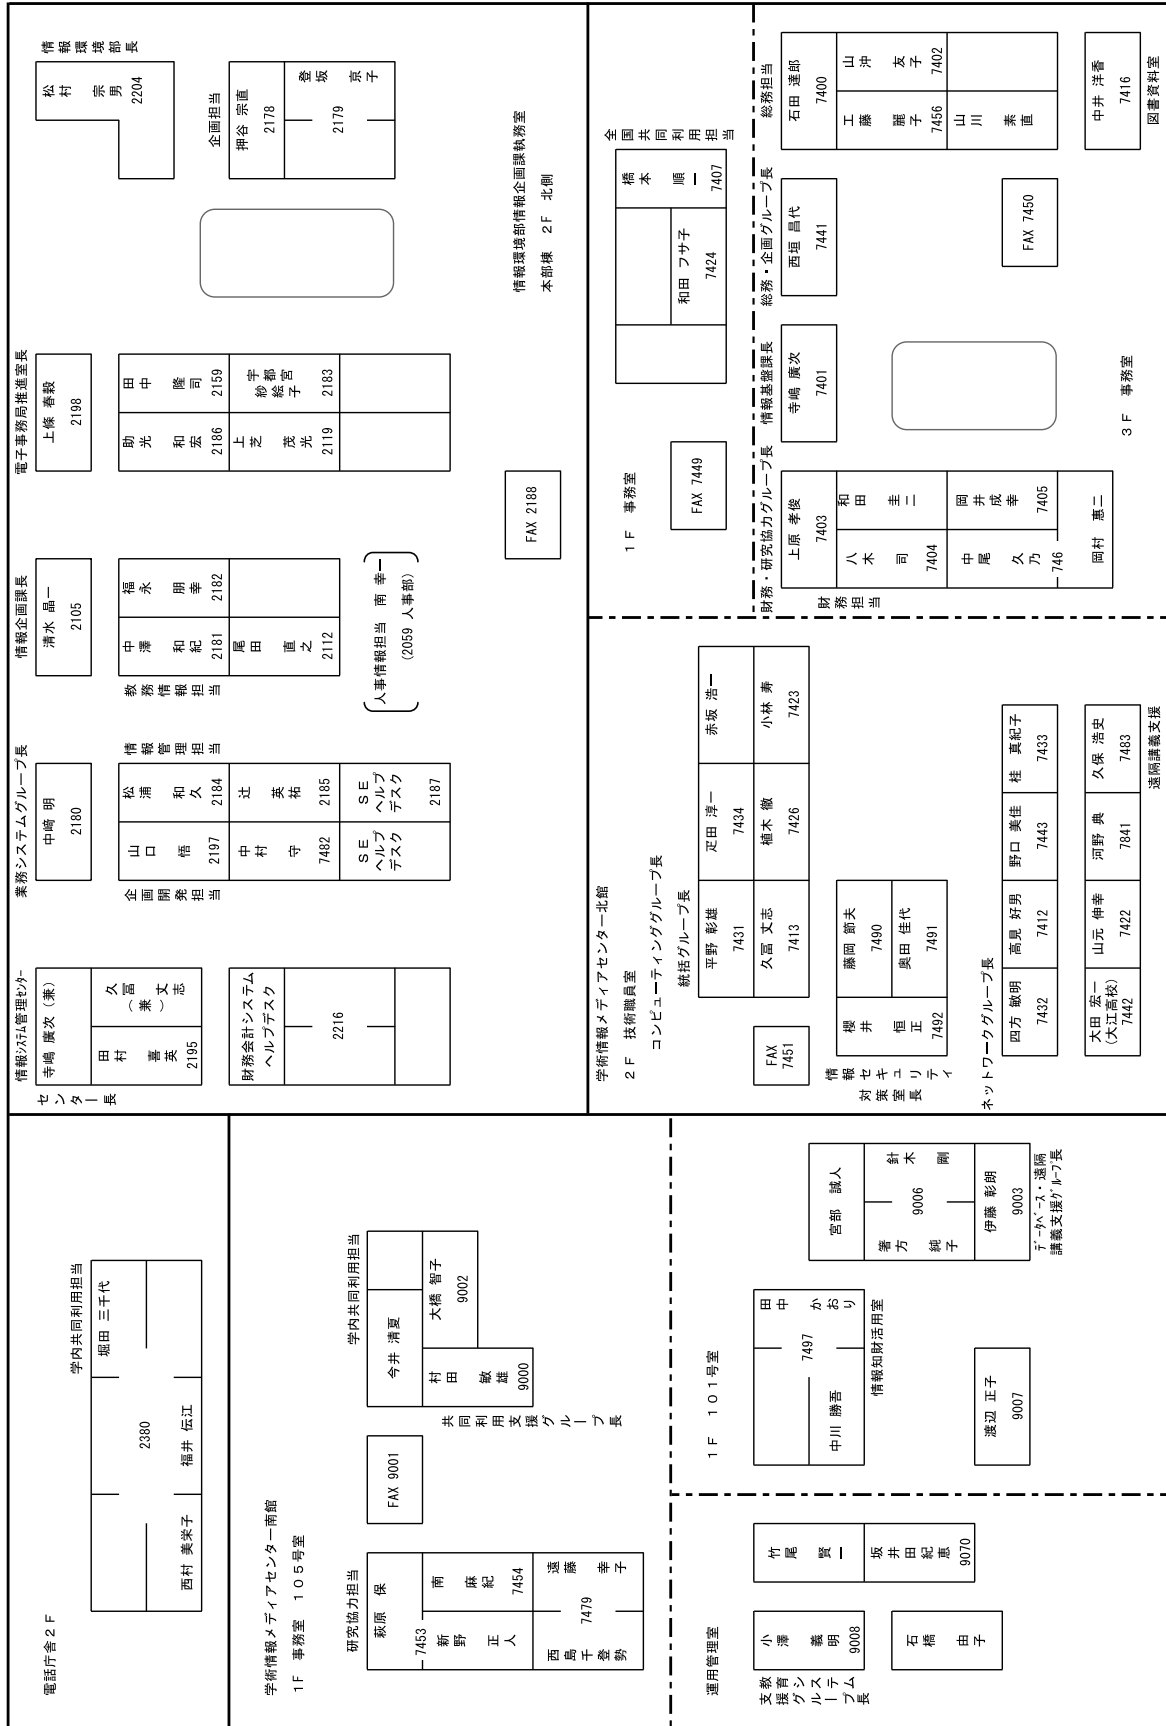 電話庁舎２Ｆ
学内共同利用担当
堀田 三千代
2380
西村 美栄子
福井 伝江
学術情報メディアセンター南館
１Ｆ 事務室 １０５号室
研究協力担当
萩原 保
7453
南 麻紀
7454
新野 正人
遠藤 幸子
7479
西島 千登勢
FAX 9001
学内共同利用担当
今井 清夏
大橋 智子
9002
村田 敏雄
9000
共同利用支援グループ長
運用管理室
竹尾 賢一
坂井田 紀恵
9070
小澤 義明
9008
石橋 由子
教育システム
支援グループ長
１Ｆ １０１号室
田中 かおり
7497
中川 勝吾
情報知財活用室
渡辺 正子
9007
宮部 誠人
針木 剛
9006
箸方 純子
伊藤 彰朗
9003
データベース・遠隔
講義支援グループ長
情報システム管理センター
センター長
寺嶋 廣次（兼）
久冨 丈志
（兼）
田村 喜英
2195
財務会計システム
ヘルプデスク
2216
業務システムグループ長
中﨑 明
2180
情報管理担当
松浦 和久
2184
辻 英祐
2185
ＳＥ
ヘルプ
デスク
2187
山口 悟
2197
中村 守
7482
ＳＥ
ヘルプ
デスク
企画開発担当
情報企画課長
清水 晶一
2105
福永 朋幸
2182
中澤 和紀
2181
尾田 直之
2112
教務情報担当
人事情報担当 南 幸一
(2059 人事部)
電子事務局推進室長
上條 春穀
2198
田中 隆司
2159
宇都宮
紗絵子
2183
助光 和宏
2186
上芝 茂光
2119
FAX 2188
情報環境部長
松村 宗男
2204
企画担当
押谷 宗直
2178
登坂 京子
2179
情報環境部情報企画課執務室
本部棟 ２Ｆ 北側
学術情報メディアセンター北館
２Ｆ 技術職員室
コンピューティンググループ長
統括グループ長
平野 彰雄
7431
疋田 淳一
7434
赤坂 浩一
久冨 丈志
7413
植木 徹
7426
小林 寿
7423
FAX
7451
藤岡 節夫
7490
奥田 佳代
7491
櫻井 恒正
7492
情報セキュリティ
対策室長
ネットワークグループ長
四方 敏明
7432
高見 好男
7412
野口 美佳
7443
桂 真紀子
7433
大田 宏一
(大江高校)
7442
山元 伸幸
7422
河野 典
7841
久保 浩史
7483
遠隔講義支援
１Ｆ 事務室
FAX 7449
全国共同利用担当
橋本 順一
7407
和田 フサ子
7424
財務・研究協力グループ長
上原 孝俊
7403
和田 圭二
八木 司
7404
岡井 成幸
7405
中尾 久乃
746
岡村 惠二
財務担当
情報基盤課長
寺嶋 廣次
7401
総務・企画グループ長
西垣 昌代
7441
FAX 7450
３Ｆ 事務室
総務担当
石田 達郎
7400
山沖 友子
7402
工藤 麗子
7456
山川 素直
中井 洋香
7416
図書資料室